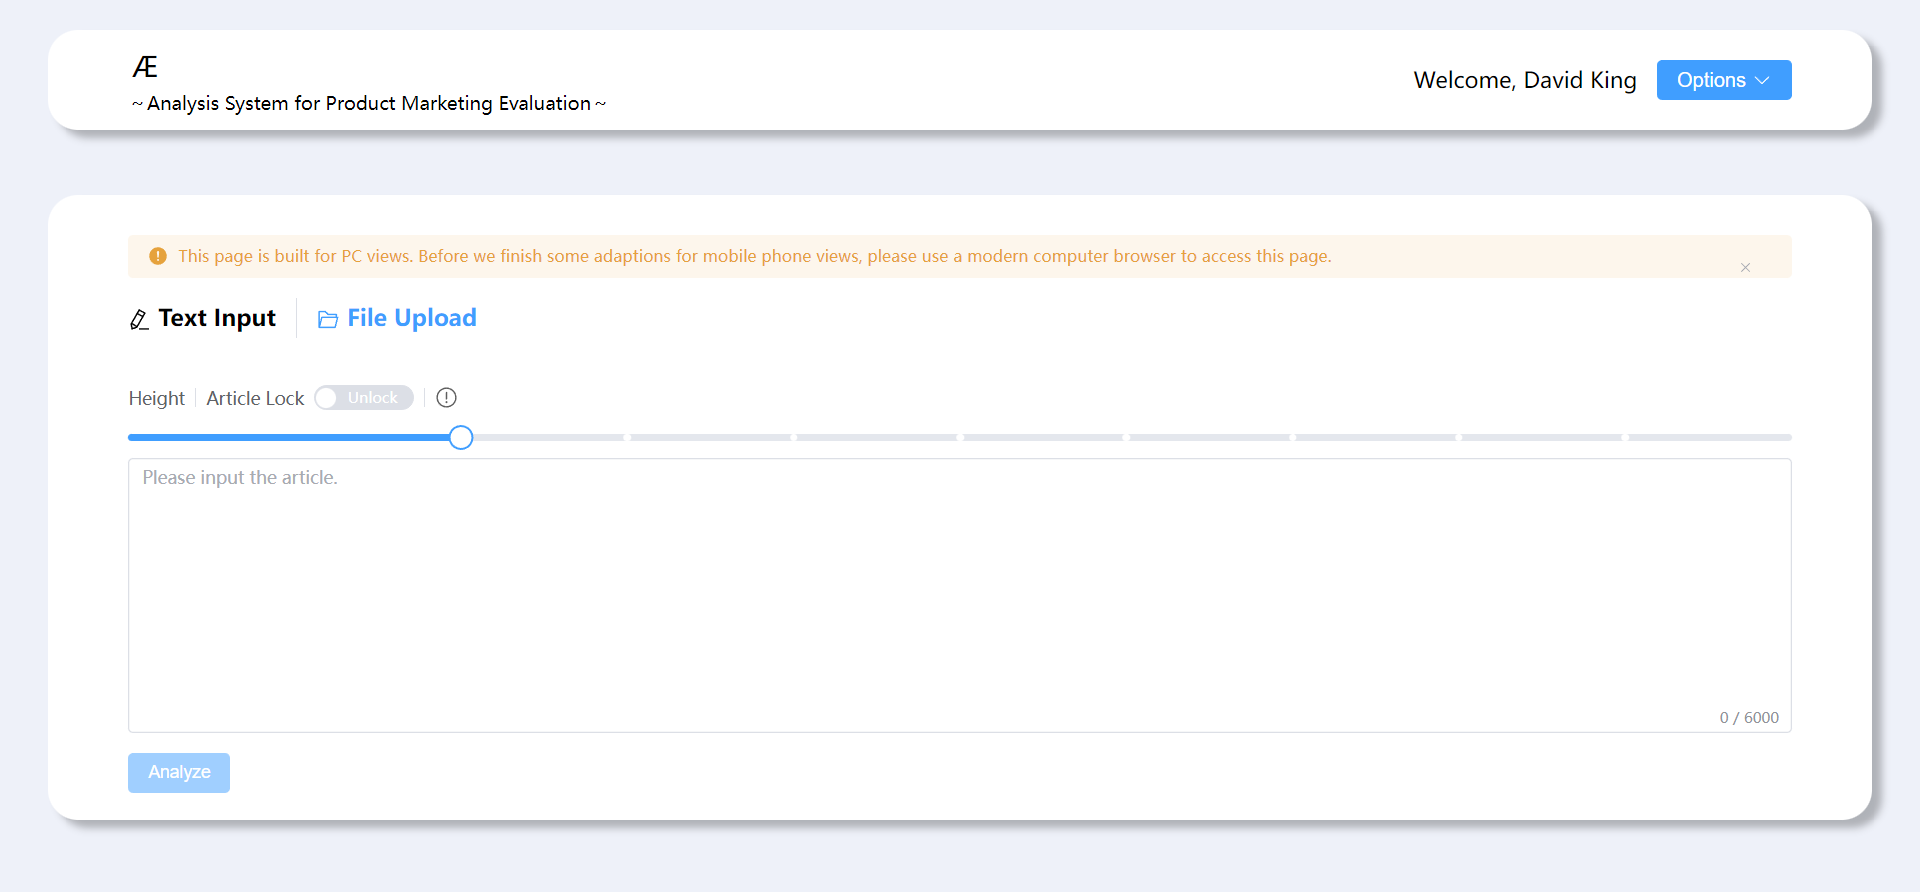 Æ
~Analysis System for Product Marketing Evaluation~
Welcome, David King
Options
This page is built for PC views. Before we finish some adaptions for mobile phone views, please use a modern computer browser to access this page.
Text Input
File Upload
Height
Article Lock
Unlock
Please input the article.
0 / 6000
Analyze